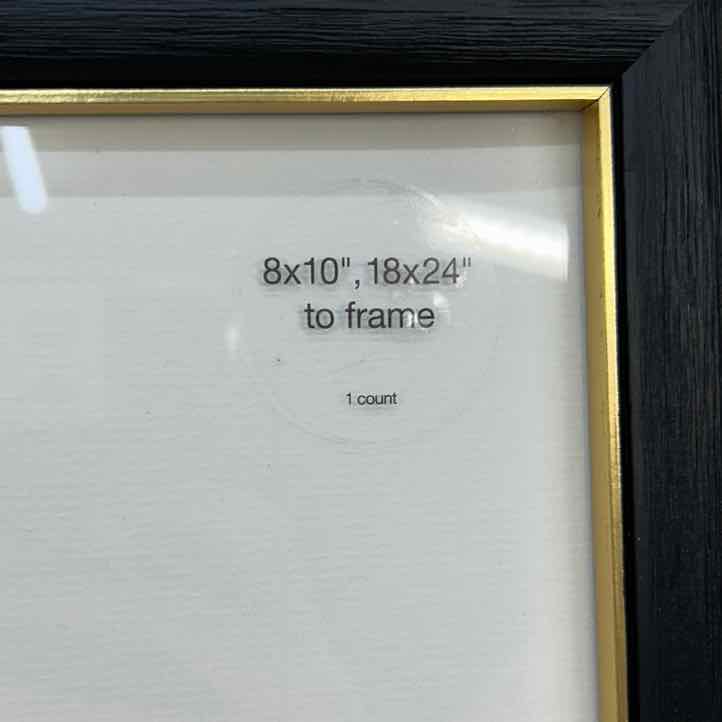 8x10", 18x24"
to frame
1 count